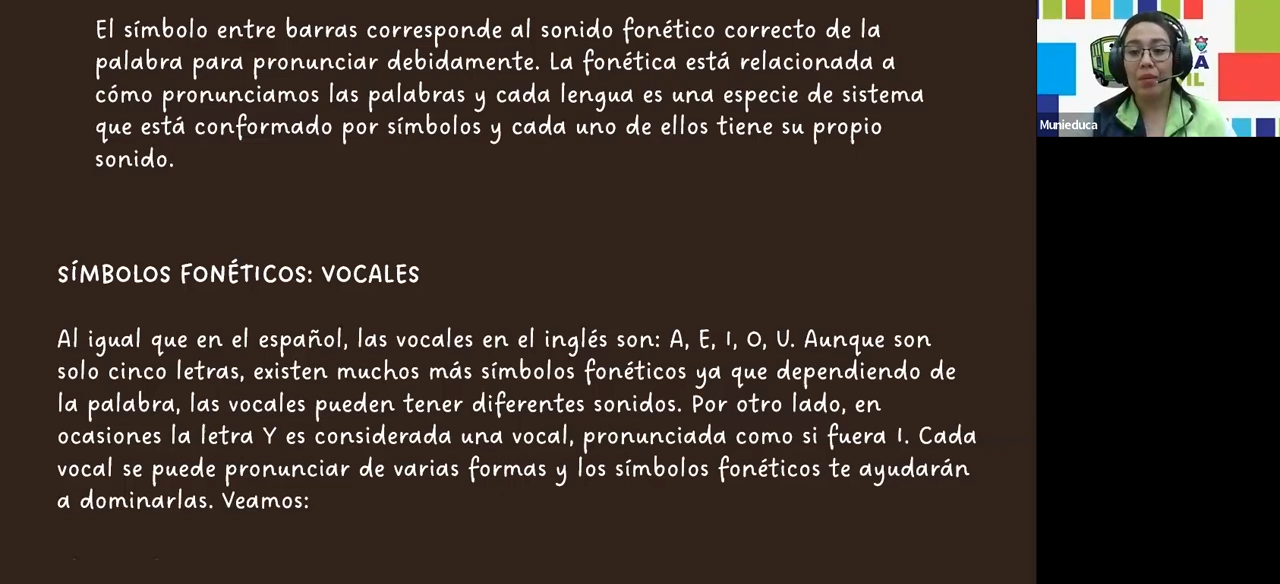 El símbolo entre barras corresponde al sonido fonético correcto de la
palabra para pronunciar debidamente. La fonética está relacionada a
cómo pronunciamos las palabras y cada lengua es una especie de sistema
que está conformado por símbolos y cada uno de ellos tiene su propio
sonido.
SÍMBOLOS FONÉTICOS: VOCALES
Al igual que en el español, las vocales en el inglés son: A, E, I, O, U. Aunque son
solo cinco letras, existen muchos más símbolos fonéticos ya que dependiendo de
la palabra, las vocales pueden tener diferentes sonidos. Por otro lado, en
ocasiones la letra Y es considerada una vocal, pronunciada como si fuera I. Cada
vocal se puede pronunciar de varias formas y los símbolos fonéticos te ayudarán
a dominarlas. Veamos:
Munieduca